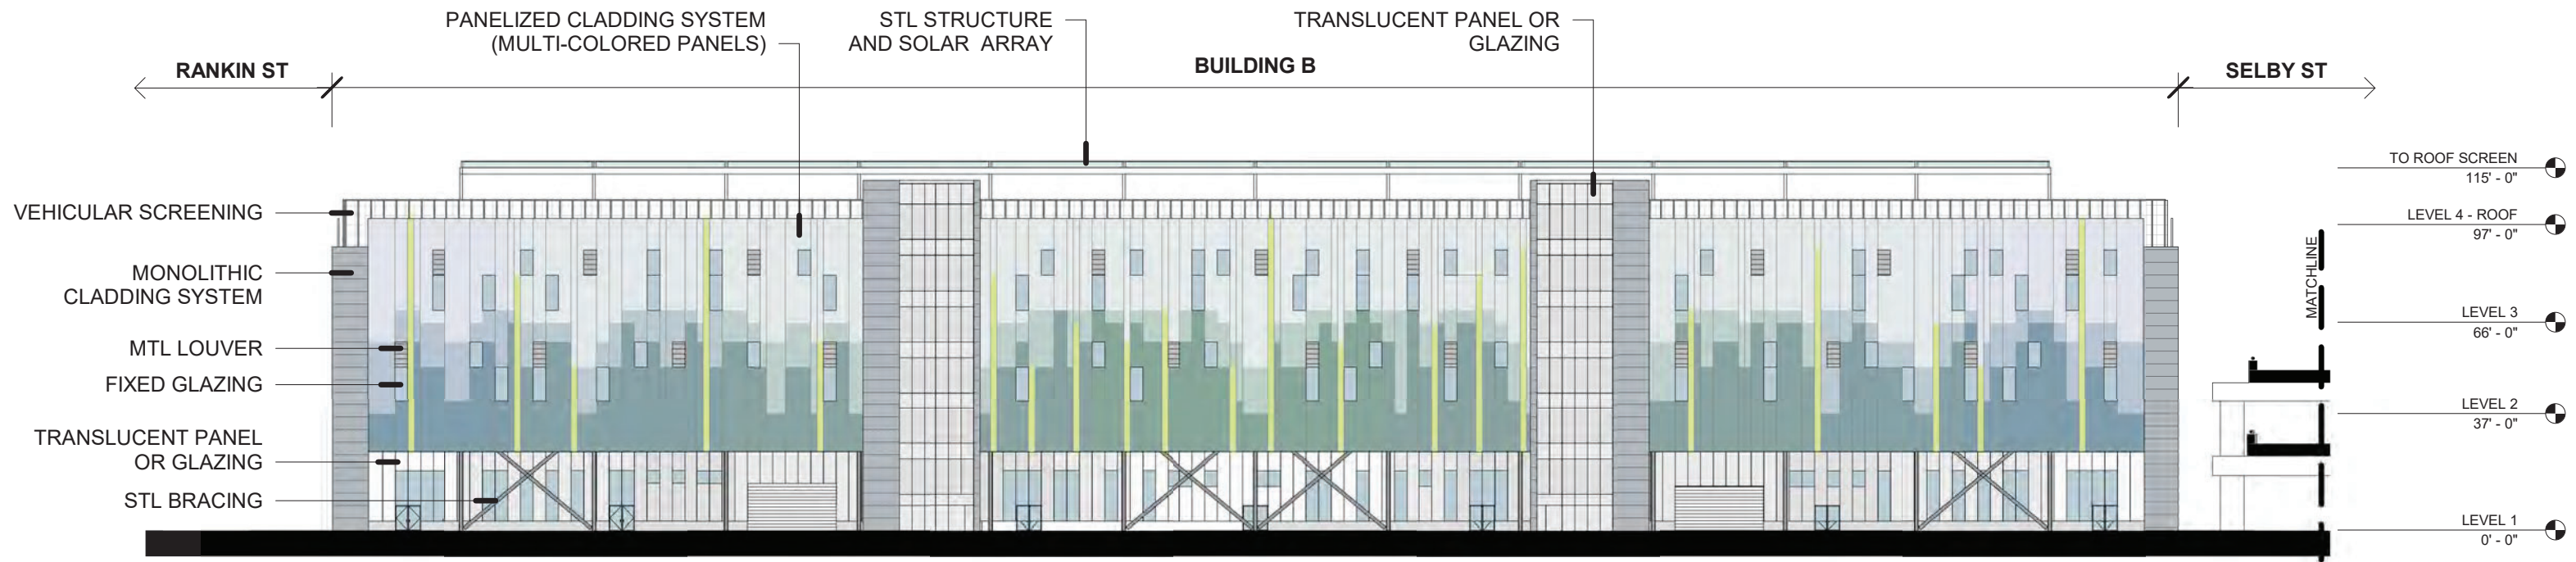 PANELIZED CLADDING SYSTEM
(MULTI-COLORED PANELS)
STL STRUCTURE
AND SOLAR ARRAY
TRANSLUCENT PANEL OR
GLAZING
RANKIN ST
BUILDING B
SELBY ST
VEHICULAR SCREENING
MONOLITHIC
CLADDING SYSTEM
MTL LOUVER
FIXED GLAZING
TRANSLUCENT PANEL
OR GLAZING
STL BRACING
MATCHLINE
TO ROOF SCREEN
115' - 0"
LEVEL 4 - ROOF
97' - 0"
LEVEL 3
66' - 0"
LEVEL 2
37' - 0"
LEVEL 1
0' - 0"